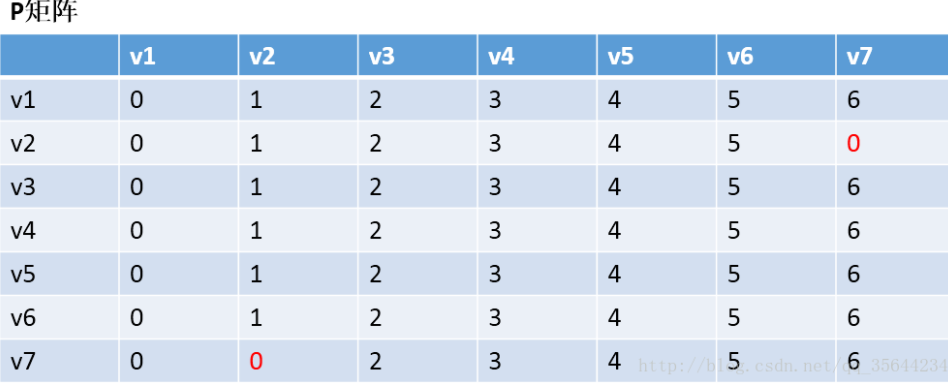 P矩阵
v1 v2 v3 v4 v5 v6 v7
v1 0 1 2 3 4 5 6
v2 0 1 2 3 4 5 0
v3 0 1 2 3 4 5 6
v4 0 1 2 3 4 5 6
v5 0 1 2 3 4 5 6
v6 0 1 2 3 4 5 6
v7 0 0 2 3 4 5 6
http://blog.csdn.net/qq_35644234